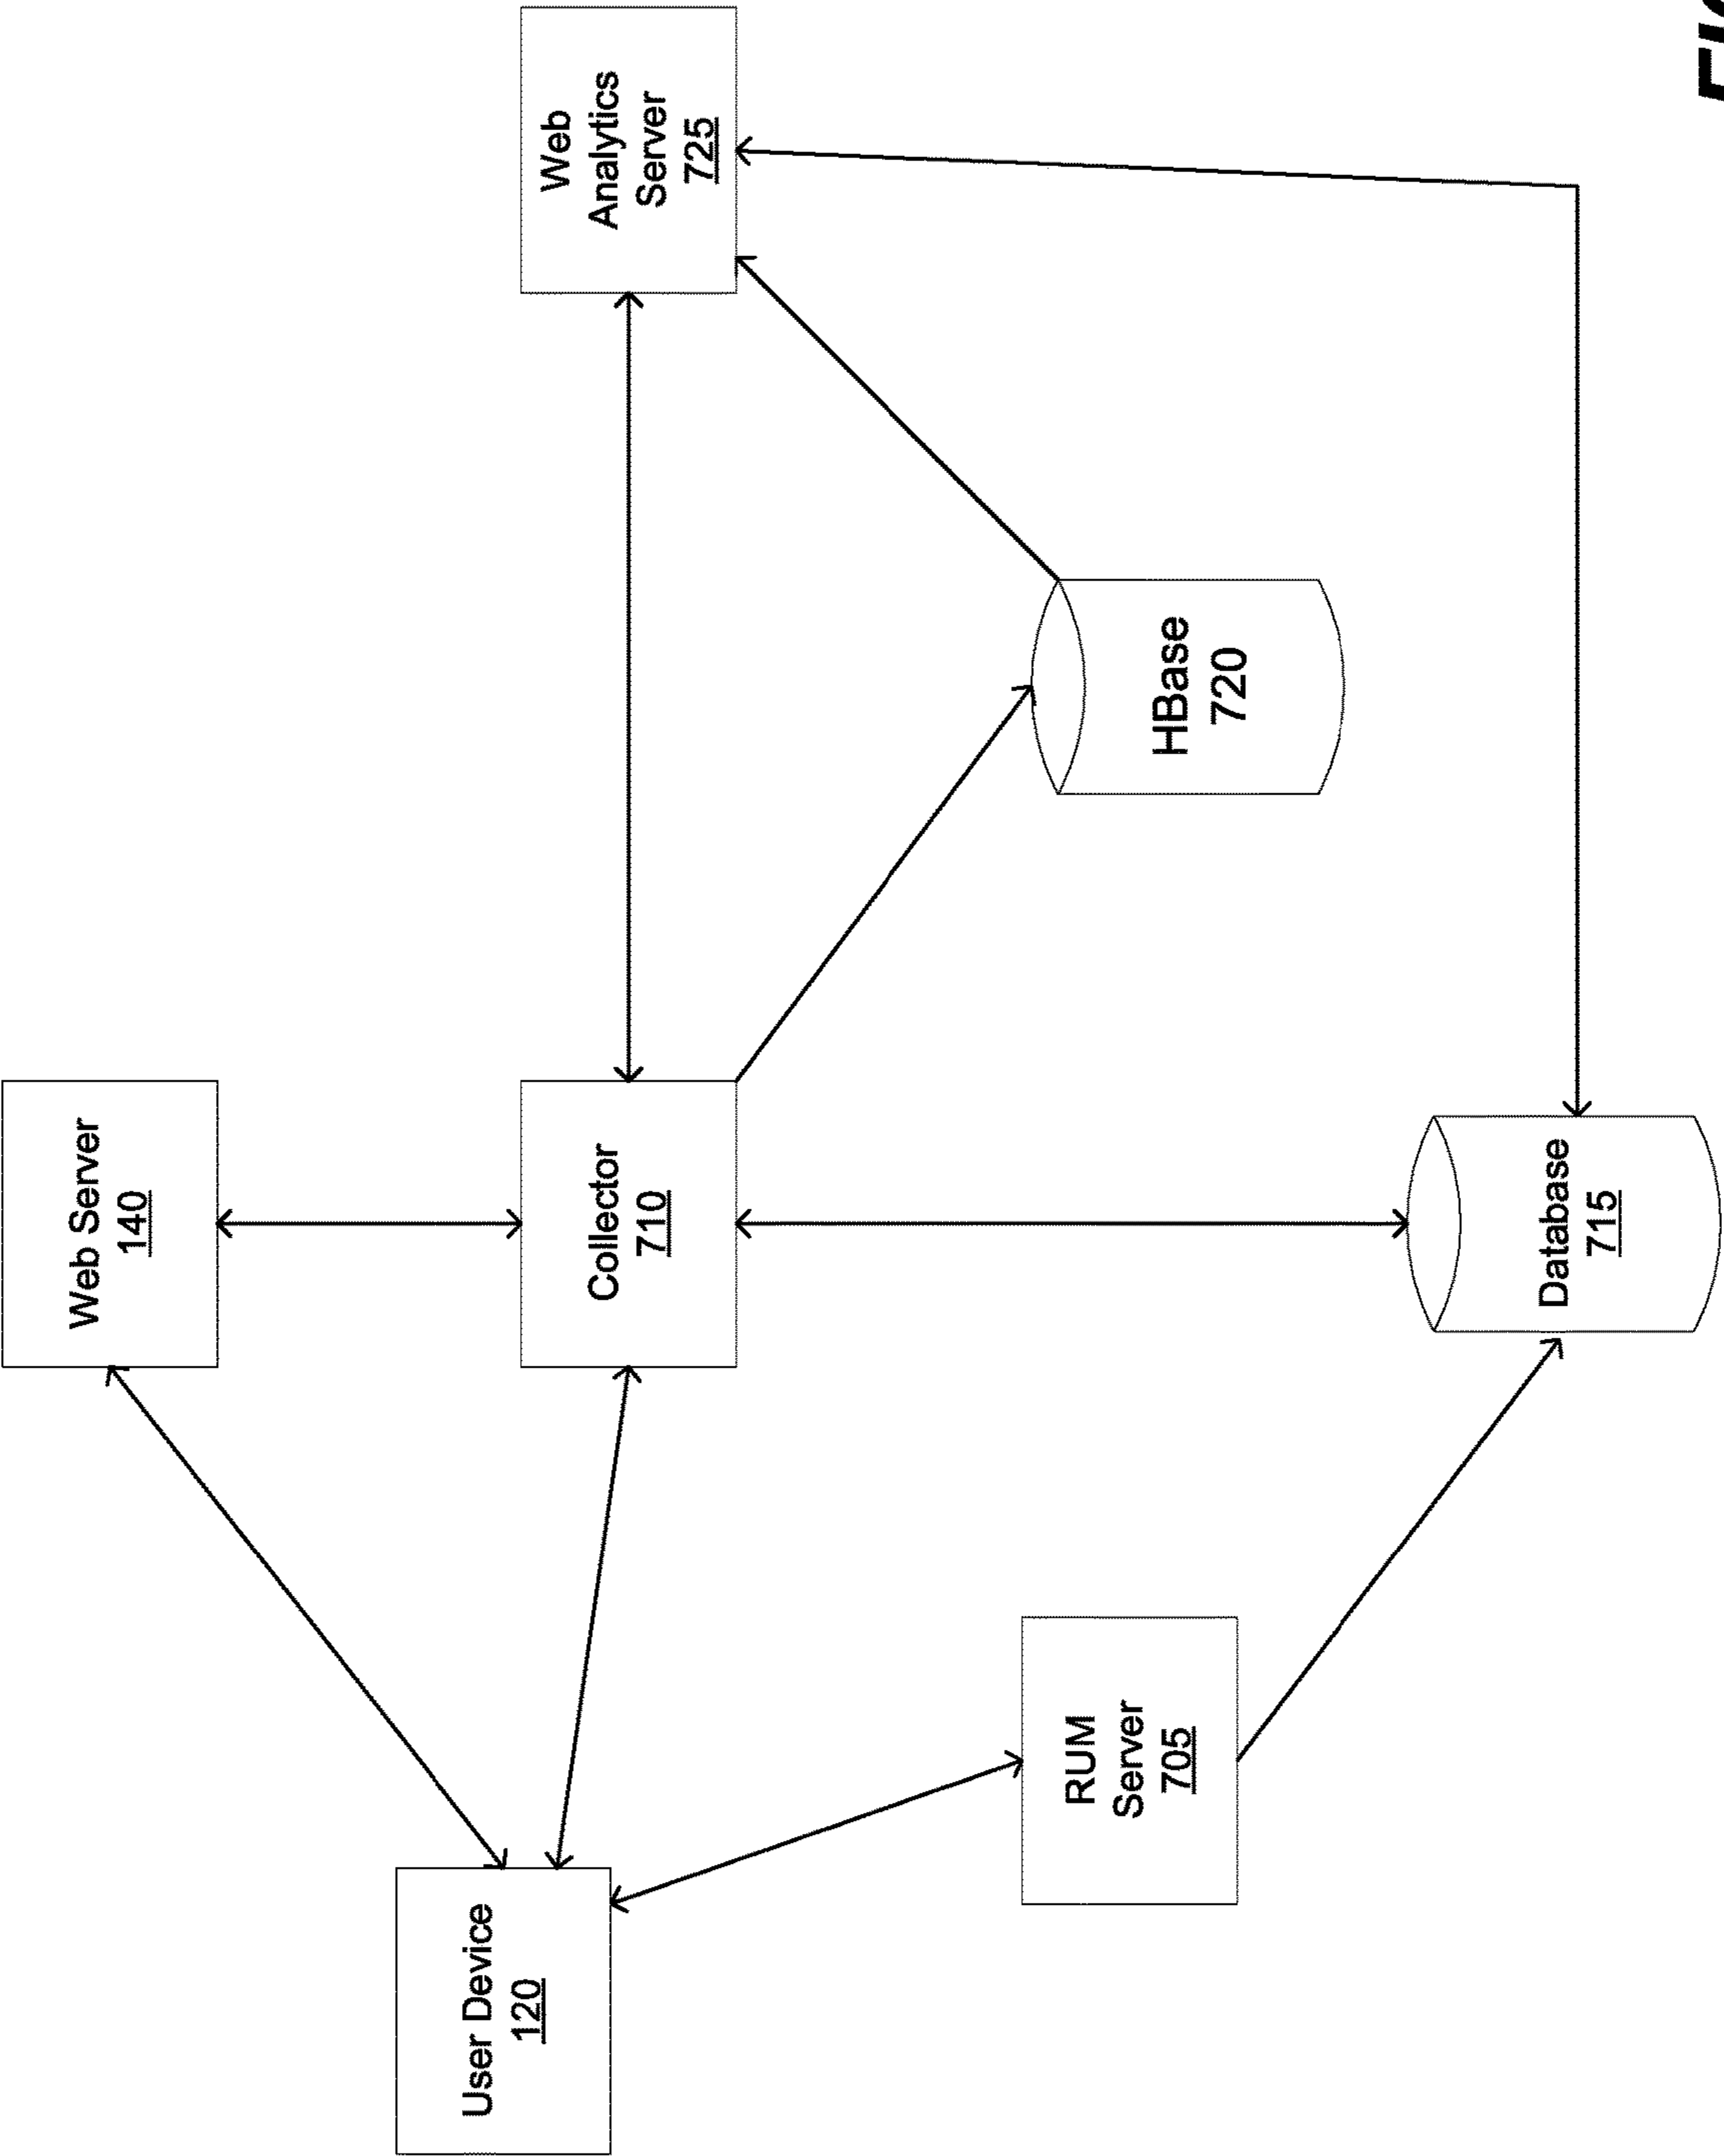 Web Server
140
User Device
120
Collector
710
Web
Analytics
Server
725
RUM
Server
705
HBase
720
Database
715